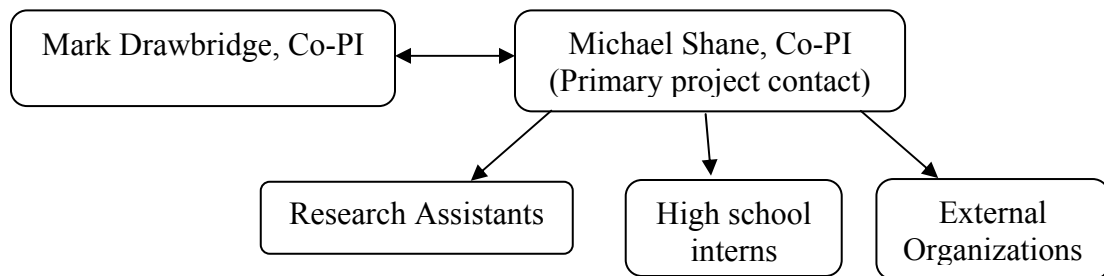 Mark Drawbridge, Co-PI
Michael Shane, Co-PI
(Primary project contact)
Research Assistants
High school
interns
External
Organizations